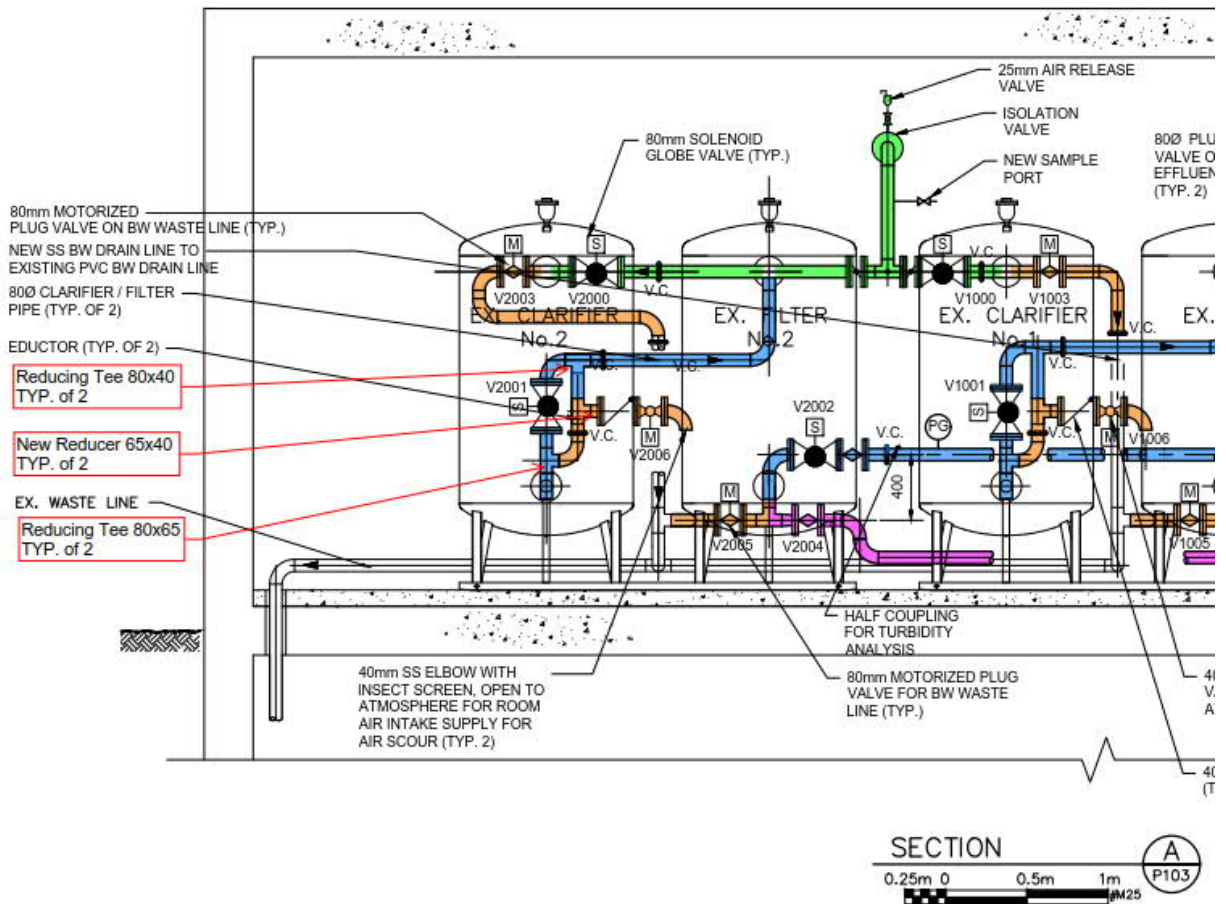 25mm AIR RELEASE
VALVE
ISOLATION
VALVE
80mm SOLENOID
GLOBE VALVE (TYP.)
NEW SAMPLE
PORT
80Ø
VALVE
(TYP. 2)
80mm MOTORIZED
PLUG VALVE ON BW WASTE LINE (TYP.)
NEW SS BW DRAIN LINE TO
EXISTING PVC BW DRAIN LINE
80Ø CLARIFIER / FILTER
PIPE (TYP. OF 2)
EDUCTOR (TYP. OF 2)
Reducing Tee 80x40
TYP. of 2
New Reducer 65x40
TYP. of 2
EX. WASTE LINE
Reducing Tee 80x65
TYP. of 2
M
S
S
M
V.C.
V.C.
V2003
V2000
V1000
V1003
EX. CLARIFIER
No.2
EX. FILTER
No.2
EX. CLARIFIER
No.1
EX.
V.C.
V.C.
V.C.
V.C.
V2001
S
V.C.
M
V2006
V2002
S
V.C.
PG
400
V1001
S
V.C.
M
V1006
M
V2005
V2004
M
V1005
HALF COUPLING
FOR TURBIDITY
ANALYSIS
40mm SS ELBOW WITH
INSECT SCREEN, OPEN TO
ATMOSPHERE FOR ROOM
AIR INTAKE SUPPLY FOR
AIR SCOUR (TYP. 2)
80mm MOTORIZED PLUG
VALVE FOR BW WASTE
LINE (TYP.)
SECTION
A
P103
0.25m 0 0.5m 1m